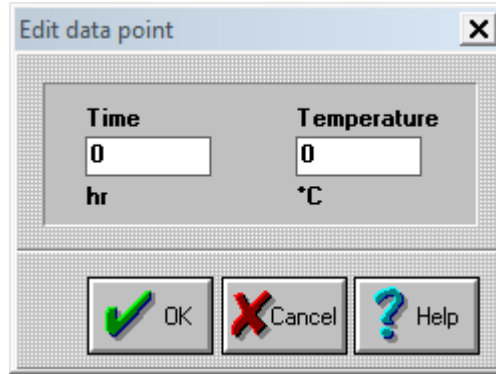 Edit data point
Time Temperature
0 0
hr °C
OK Cancel Help